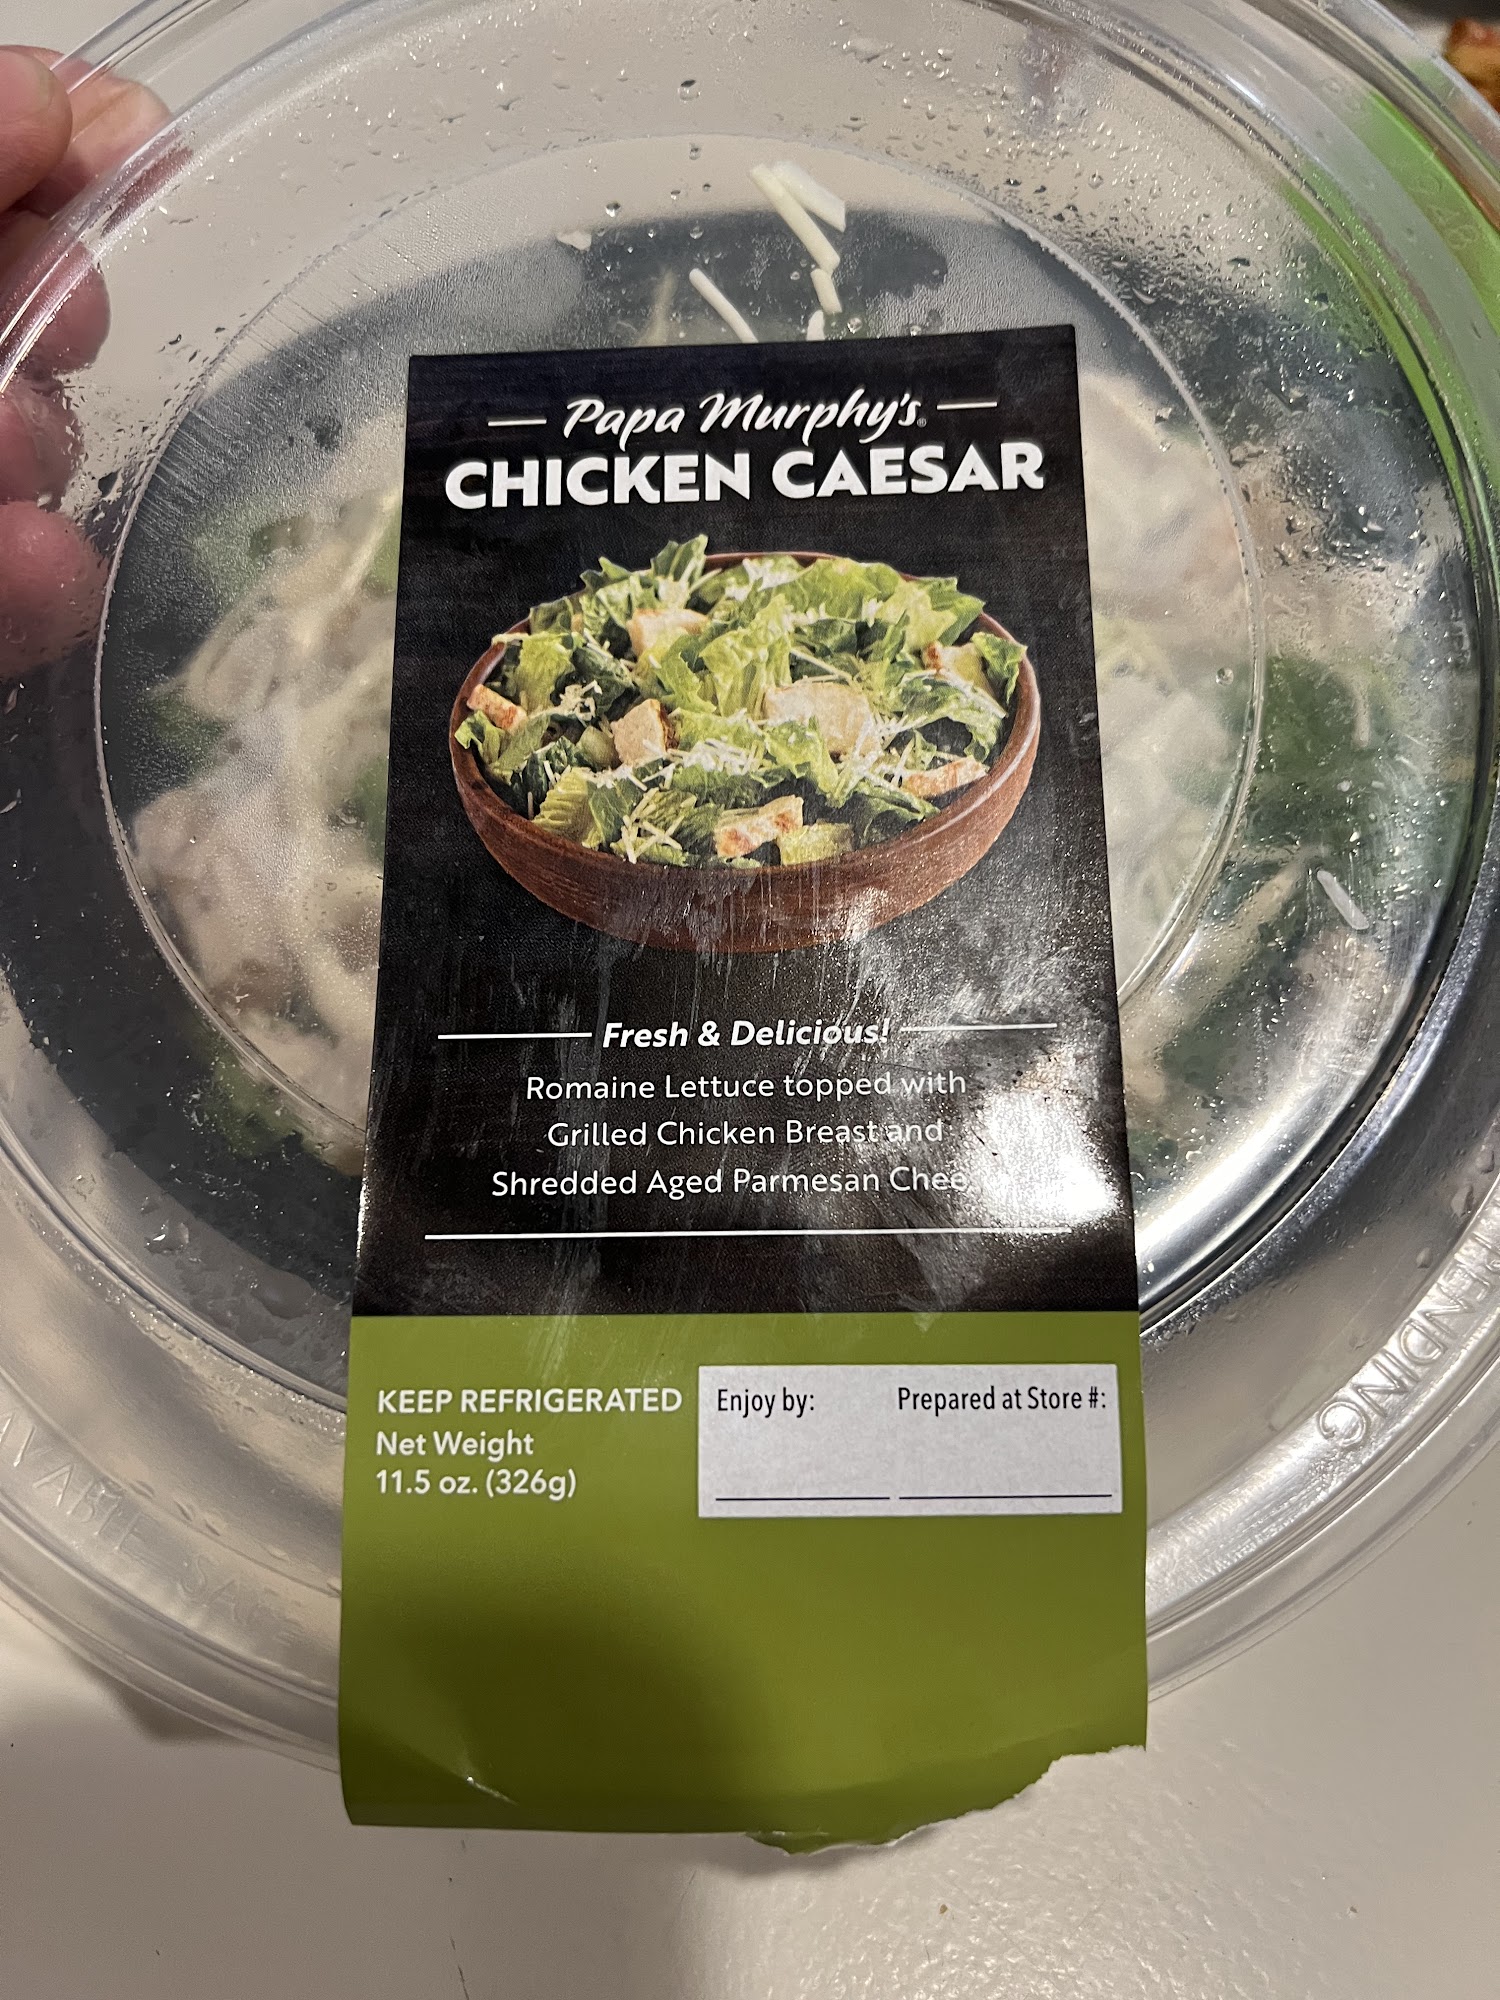 Papa Murphy's®
CHICKEN CAESAR
Fresh & Delicious!
Romaine Lettuce topped with
Grilled Chicken Breast and
Shredded Aged Parmesan
KEEP REFRIGERATED
Net Weight
11.5 oz. (326g)
Enjoy by:
Prepared at Store #: